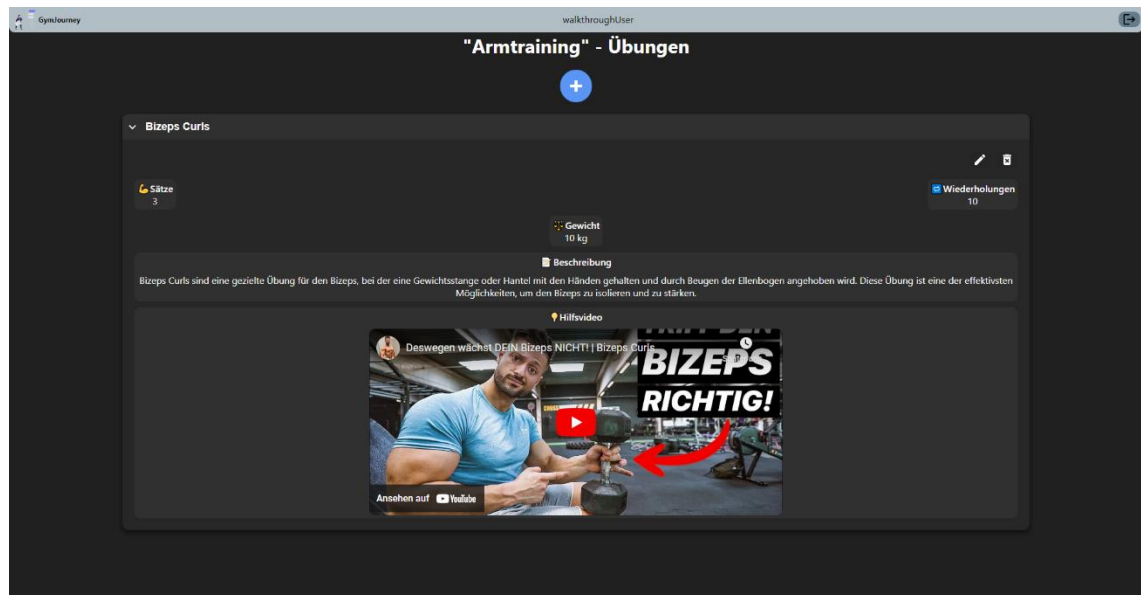 GymJourney
walkthroughUser
"Armtraining" - Übungen
Bizeps Curls
Sätze
3
Wiederholungen
10
Gewicht
10 kg
Beschreibung
Bizeps Curls sind eine gezielte Übung für den Bizeps, bei der eine Gewichtsstange oder Hantel mit den Händen gehalten und durch Beugen der Ellenbogen angehoben wird. Diese Übung ist eine der effektivsten
Möglichkeiten, um den Bizeps zu isolieren und zu stärken.
Hilfsvideo
Deswegen wächst DEIN Bizeps NICHT! | Bizeps Curls
BIZEPS
RICHTIG!
Ansehen auf YouTube